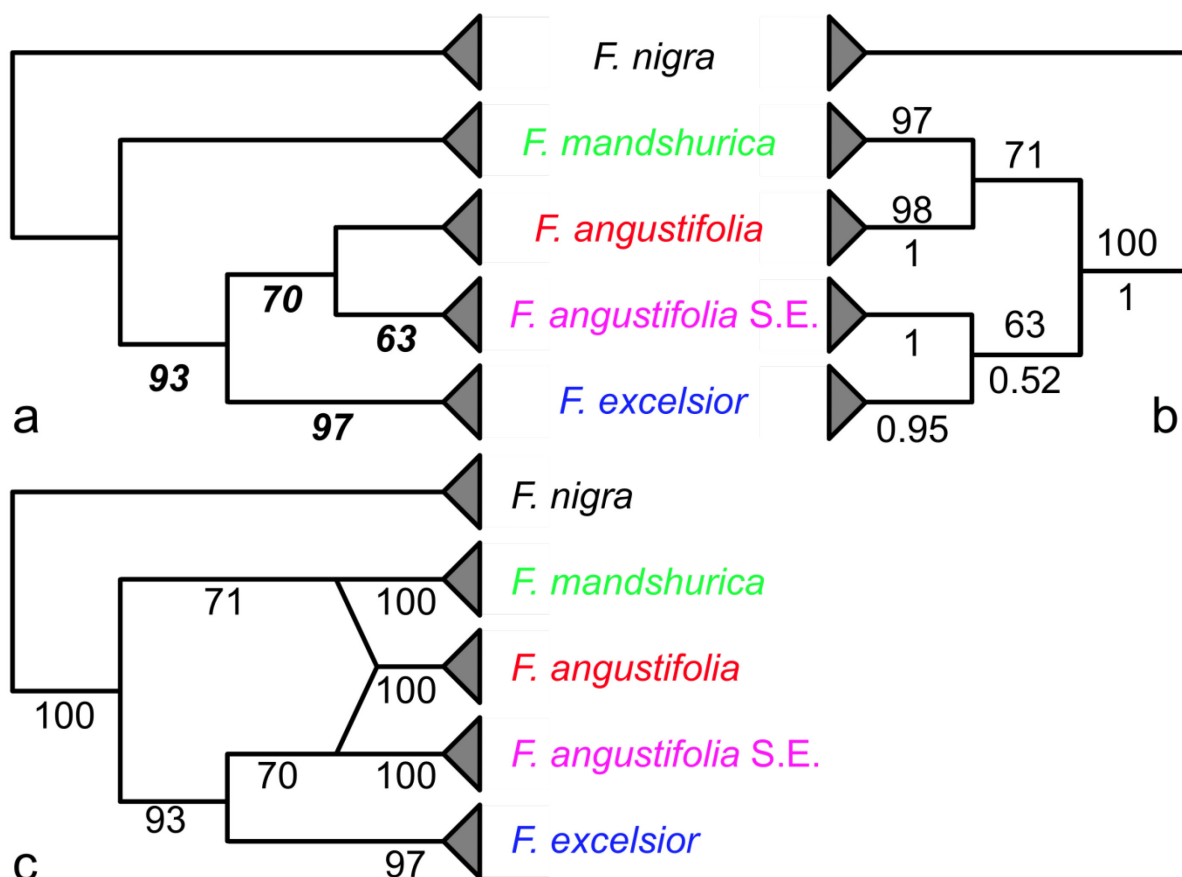 F. nigra
97
F. mandshurica
71
98
F. angustifolia
1
100
1
70
F. angustifolia S.E.
63
1
63
93
0.52
F. excelsior
a
97
0.95
b
F. nigra
71
100
F. mandshurica
100
F. angustifolia
100
70
100
F. angustifolia S.E.
93
97
F. excelsior
c